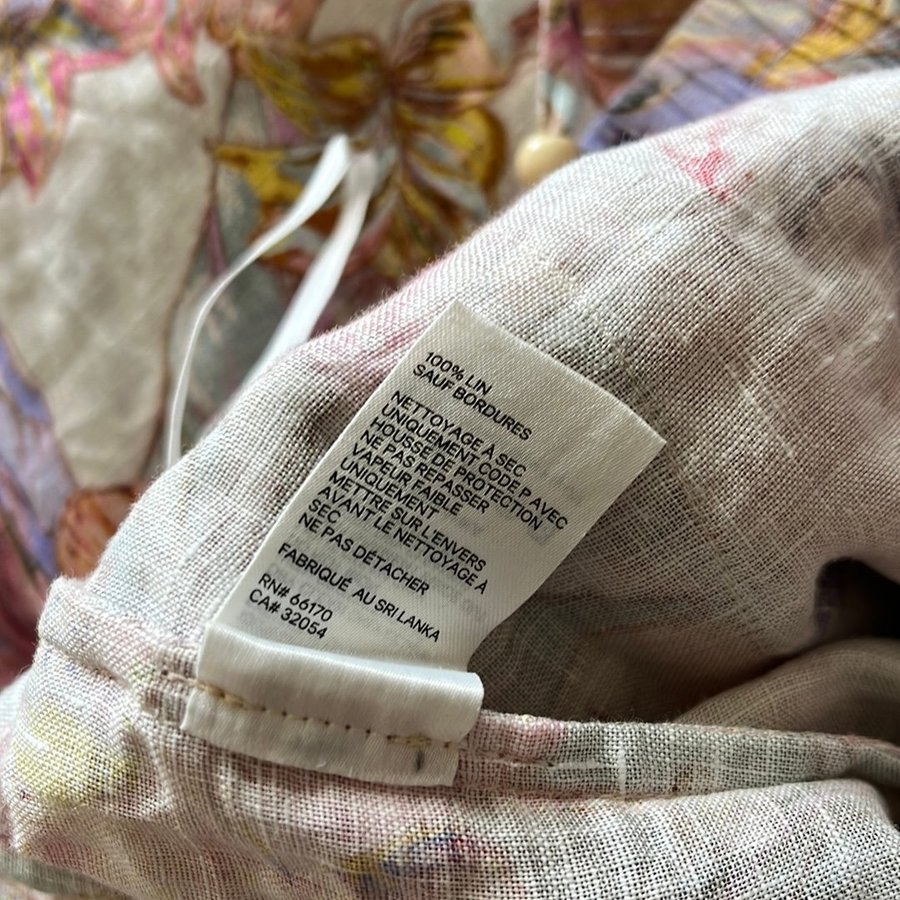 100% LIN
SAUF BORDURES
NETTOYAGE À SEC
UNIQUEMENT CODE P AVEC
HOUSSE DE PROTECTION
NE PAS REPASSER
VAPEUR FAIBLE
UNIQUEMENT
METTRE SUR L'ENVERS
AVANT LE NETTOYAGE À
SEC
NE PAS DÉTACHER
FABRIQUÉ AU SRI LANKA
RN# 66170
CA# 32054